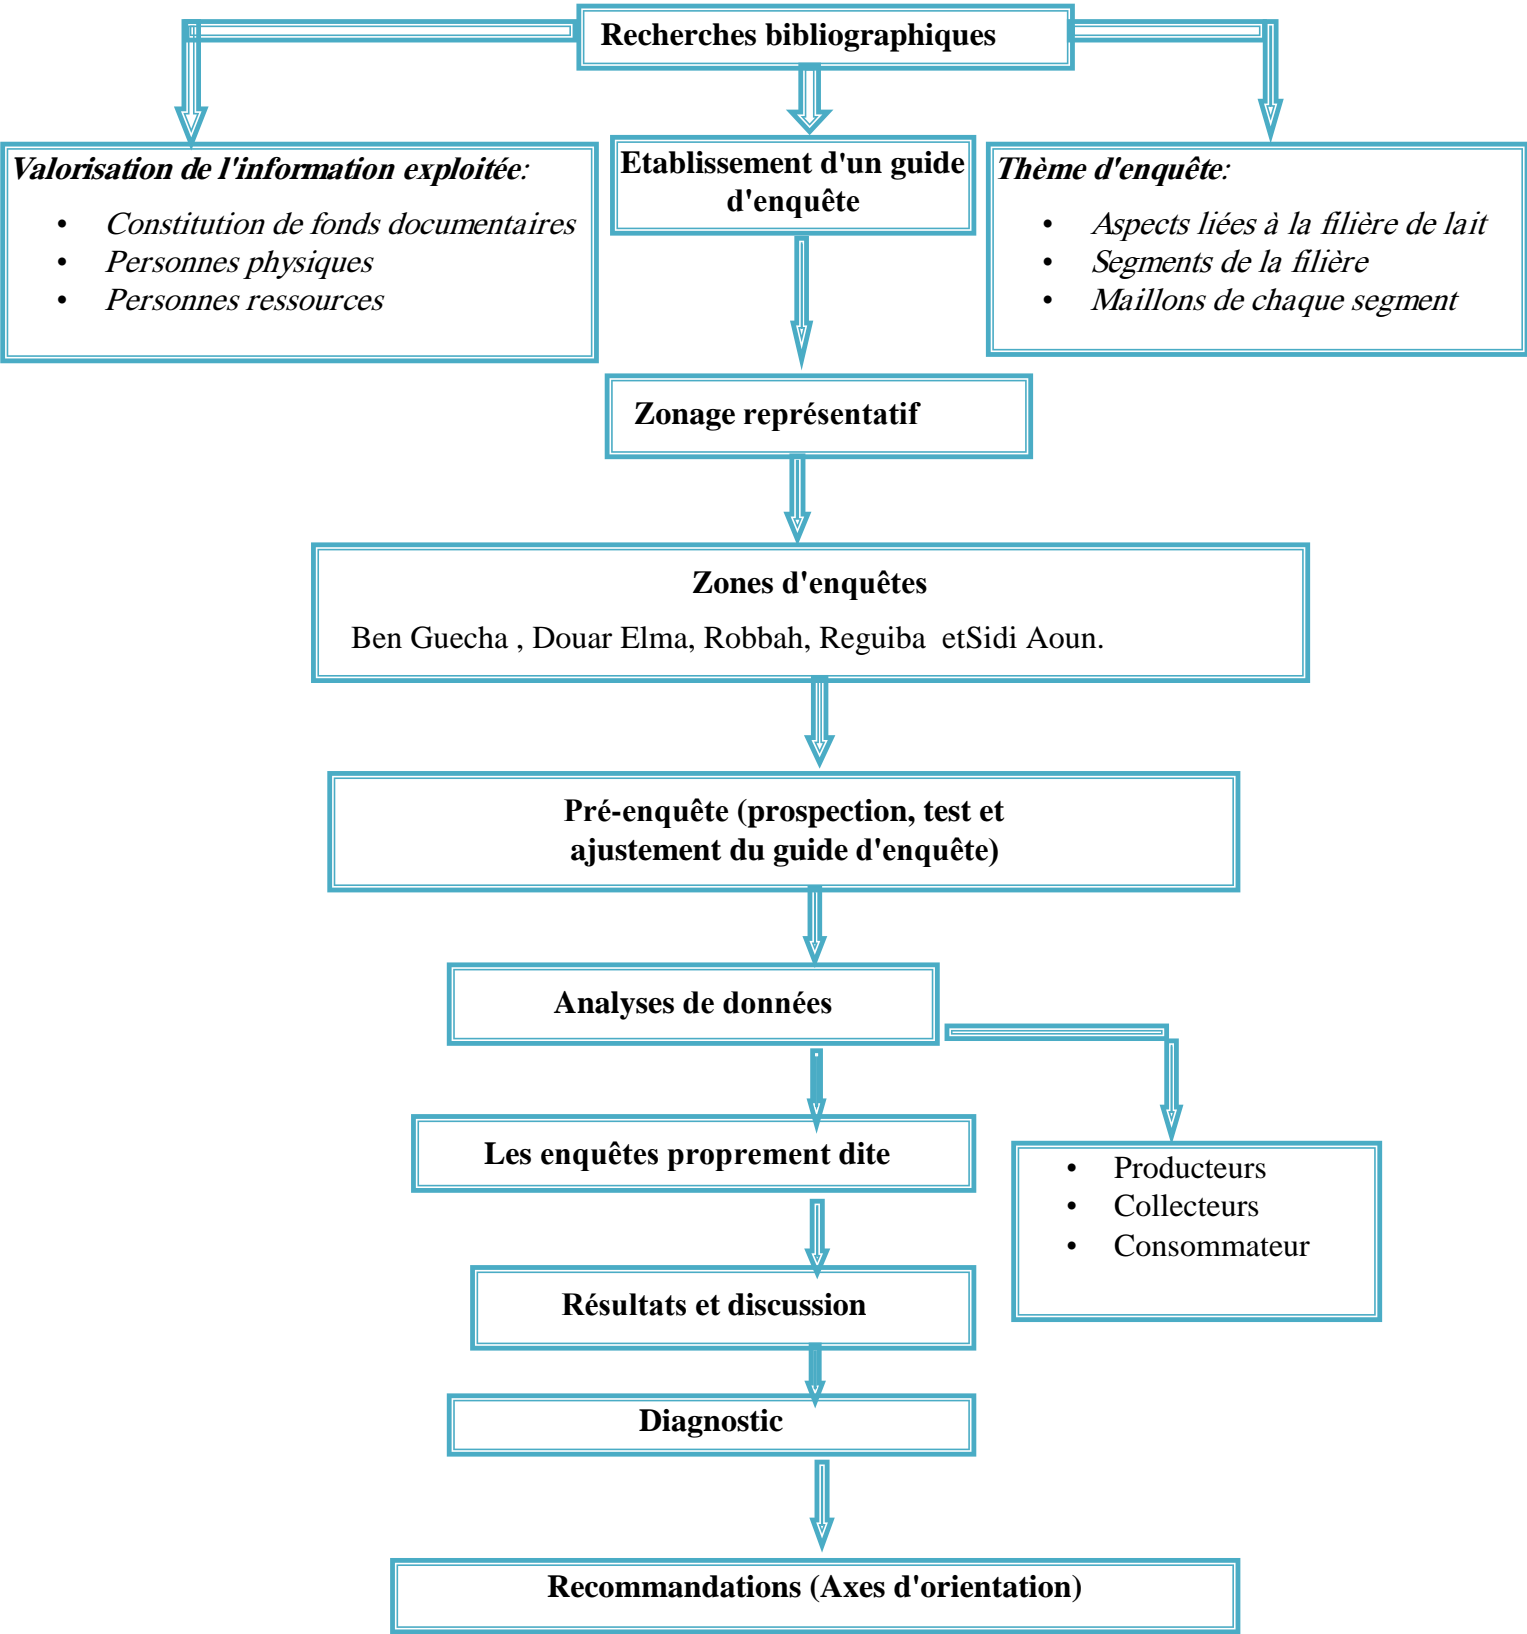 Recherches bibliographiques
Valorisation de l'information exploitée:
• Constitution de fonds documentaires
• Personnes physiques
• Personnes ressources
Etablissement d'un guide
d'enquête
Thème d'enquête:
• Aspects liées à la filière de lait
• Segments de la filière
• Maillons de chaque segment
Zonage représentatif
Zones d'enquêtes
Ben Guecha , Douar Elma, Robbah, Reguiba etSidi Aoun.
Pré-enquête (prospection, test et
ajustement du guide d'enquête)
Analyses de données
Les enquêtes proprement dite
• Producteurs
• Collecteurs
• Consommateur
Résultats et discussion
Diagnostic
Recommandations (Axes d'orientation)